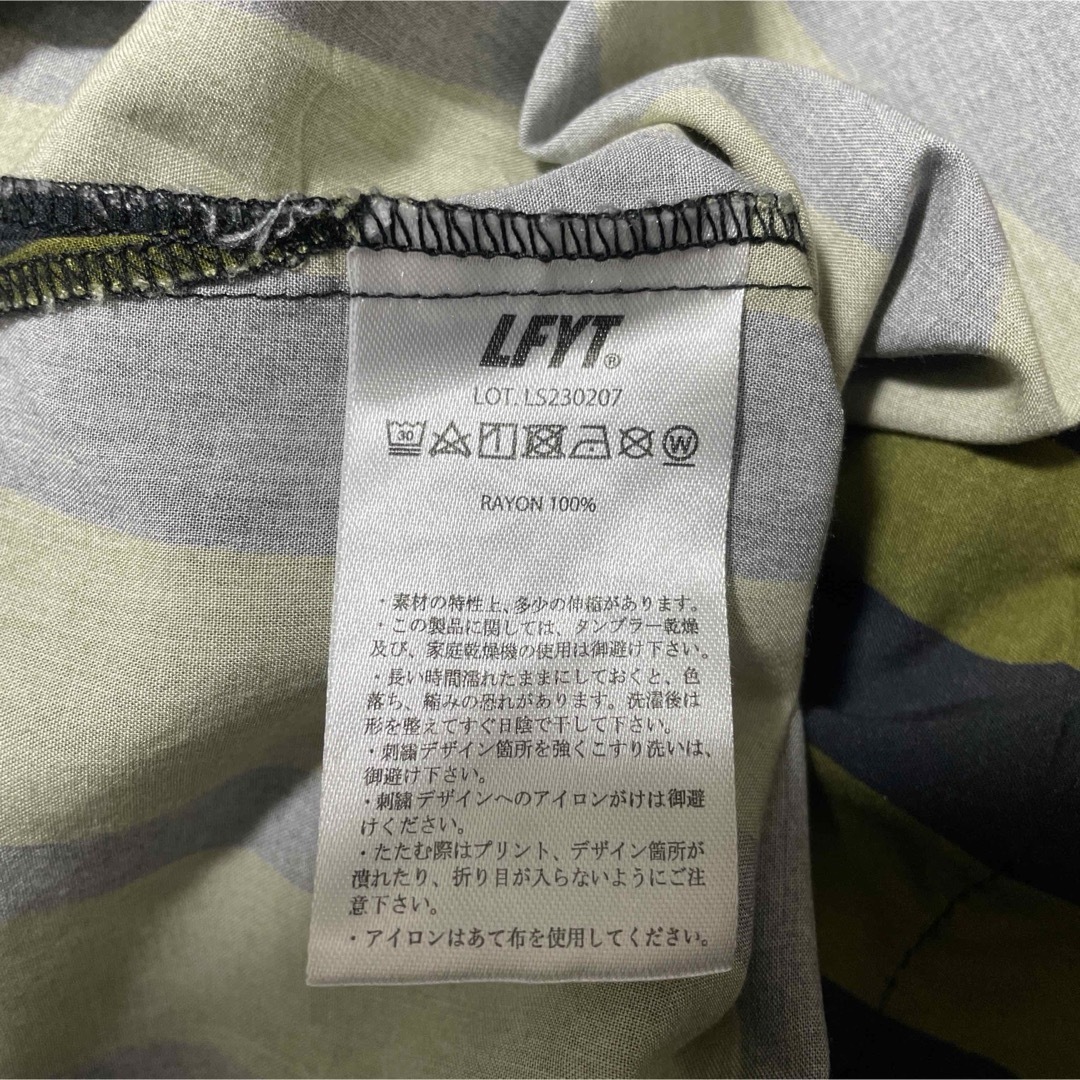 LFYT®
LOT. LS230207
30 W
RAYON 100%
・素材の特性上、多少の伸縮があります。
・この製品に関しては、タンブラー乾燥
及び、家庭乾燥機の使用は御避け下さい。
・長い時間濡れたままにしておくと、色
落ち、縮みの恐れがあります。洗濯後は
形を整えてすぐ日陰で干して下さい。
・刺繍デザイン箇所を強くこすり洗いは、
御避け下さい。
・刺繍デザインへのアイロンがけは御避
けください。
・たたむ際はプリント、デザイン箇所が
潰れたり、折り目が入らないようにご注
意下さい。
・アイロンはあて布を使用してください。